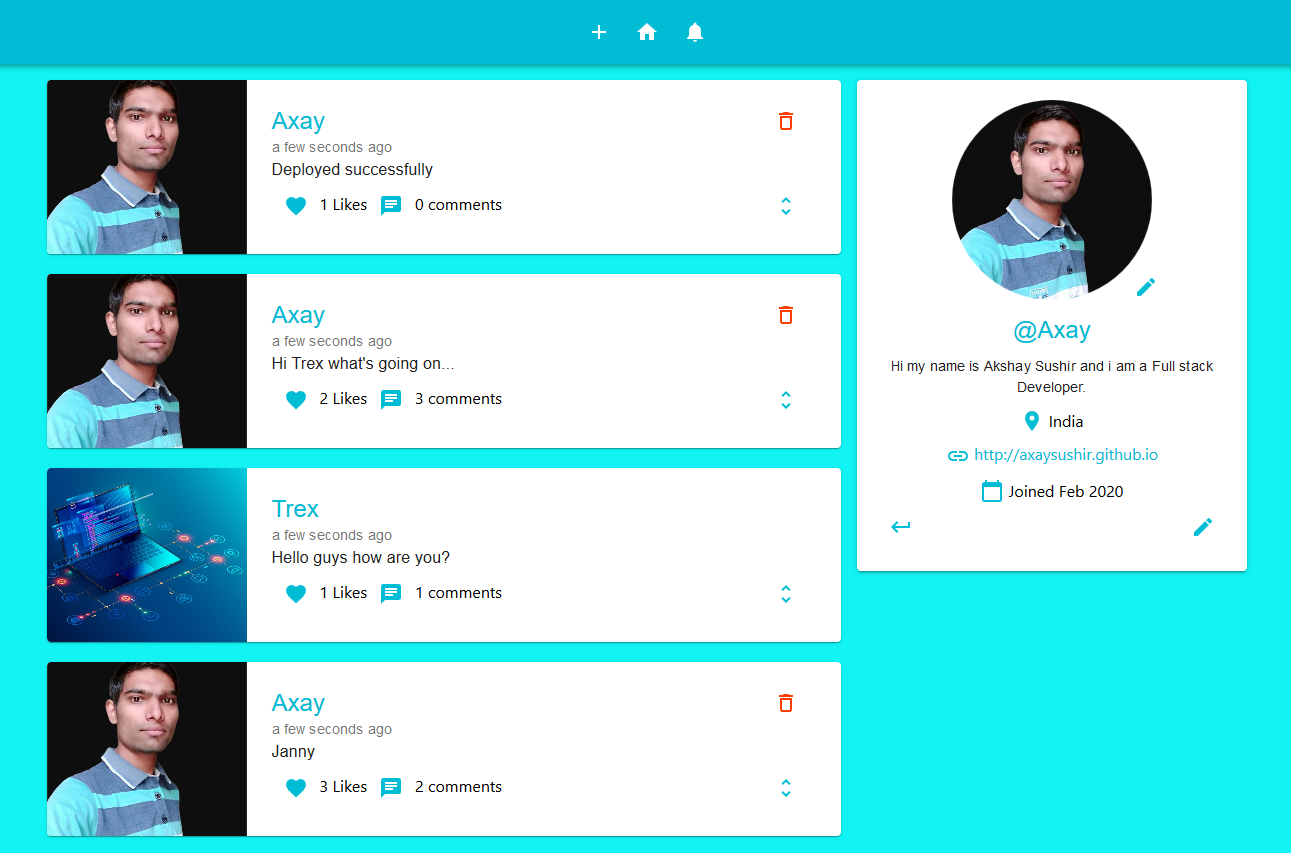 Axay
a few seconds ago
Deployed successfully
1 Likes 0 comments
Axay
a few seconds ago
Hi Trex what's going on...
2 Likes 3 comments
Trex
a few seconds ago
Hello guys how are you?
1 Likes 1 comments
Axay
a few seconds ago
Janny
3 Likes 2 comments
@Axay
Hi my name is Akshay Sushir and i am a Full stack
Developer.
India
http://axaysushir.github.io
Joined Feb 2020